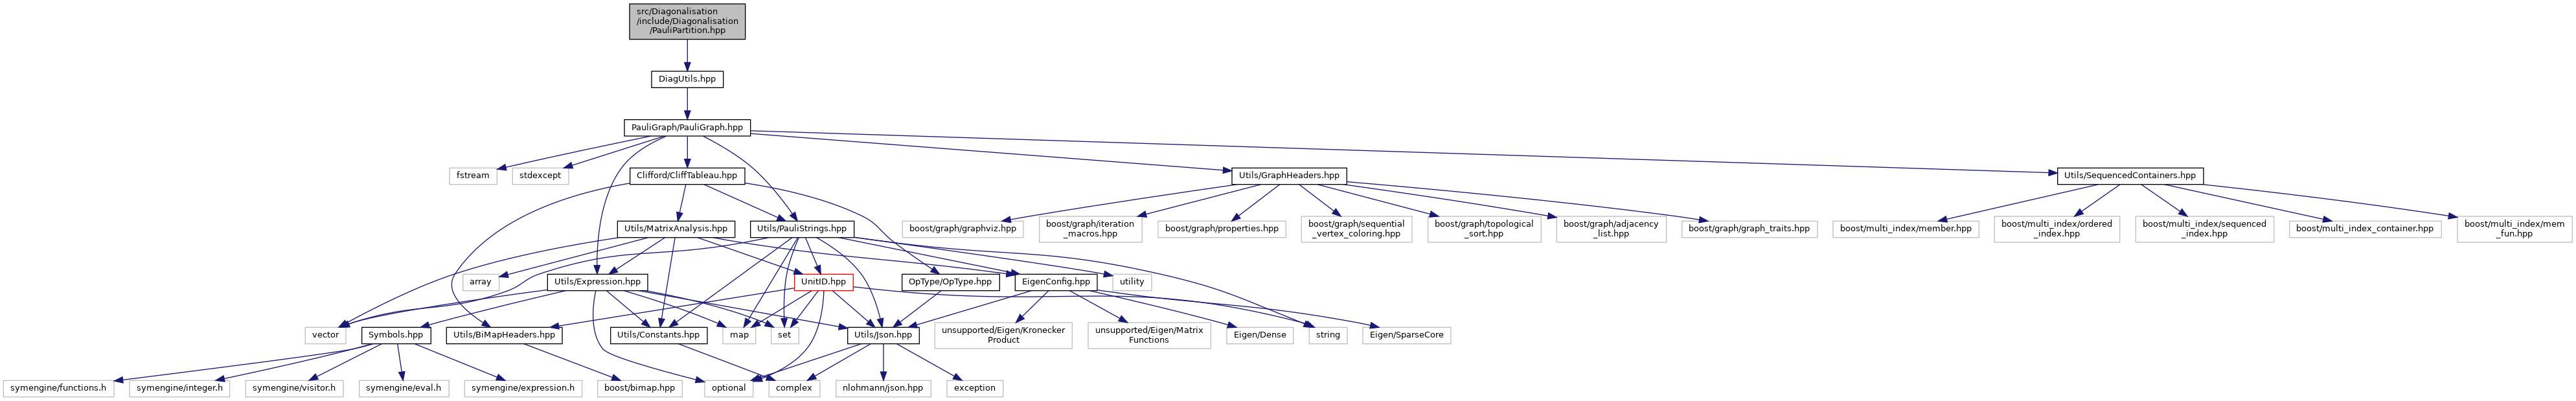 src/Diagonalisation
/include/Diagonalisation
/PauliPartition.hpp
DiagUtils.hpp
PauliGraph/PauliGraph.hpp
fstream
stdexcept
Clifford/CliffTableau.hpp
Utils/GraphHeaders.hpp
Utils/SequencedContainers.hpp
Utils/MatrixAnalysis.hpp
Utils/PauliStrings.hpp
boost/graph/graphviz.hpp
boost/graph/iteration
_macros.hpp
boost/graph/properties.hpp
boost/graph/sequential
_vertex_coloring.hpp
boost/graph/topological
_sort.hpp
boost/graph/adjacency
_list.hpp
boost/graph/graph_traits.hpp
boost/multi_index/member.hpp
boost/multi_index/ordered
_index.hpp
boost/multi_index/sequenced
_index.hpp
boost/multi_index_container.hpp
boost/multi_index/mem
_fun.hpp
array
Utils/Expression.hpp
UnitID.hpp
OpType/OpType.hpp
EigenConfig.hpp
utility
vector
Symbols.hpp
Utils/BiMapHeaders.hpp
Utils/Constants.hpp
map
set
Utils/Json.hpp
unsupported/Eigen/Kronecker
Product
unsupported/Eigen/Matrix
Functions
Eigen/Dense
string
Eigen/SparseCore
symengine/functions.h
symengine/integer.h
symengine/visitor.h
symengine/eval.h
symengine/expression.h
boost/bimap.hpp
optional
complex
nlohmann/json.hpp
exception